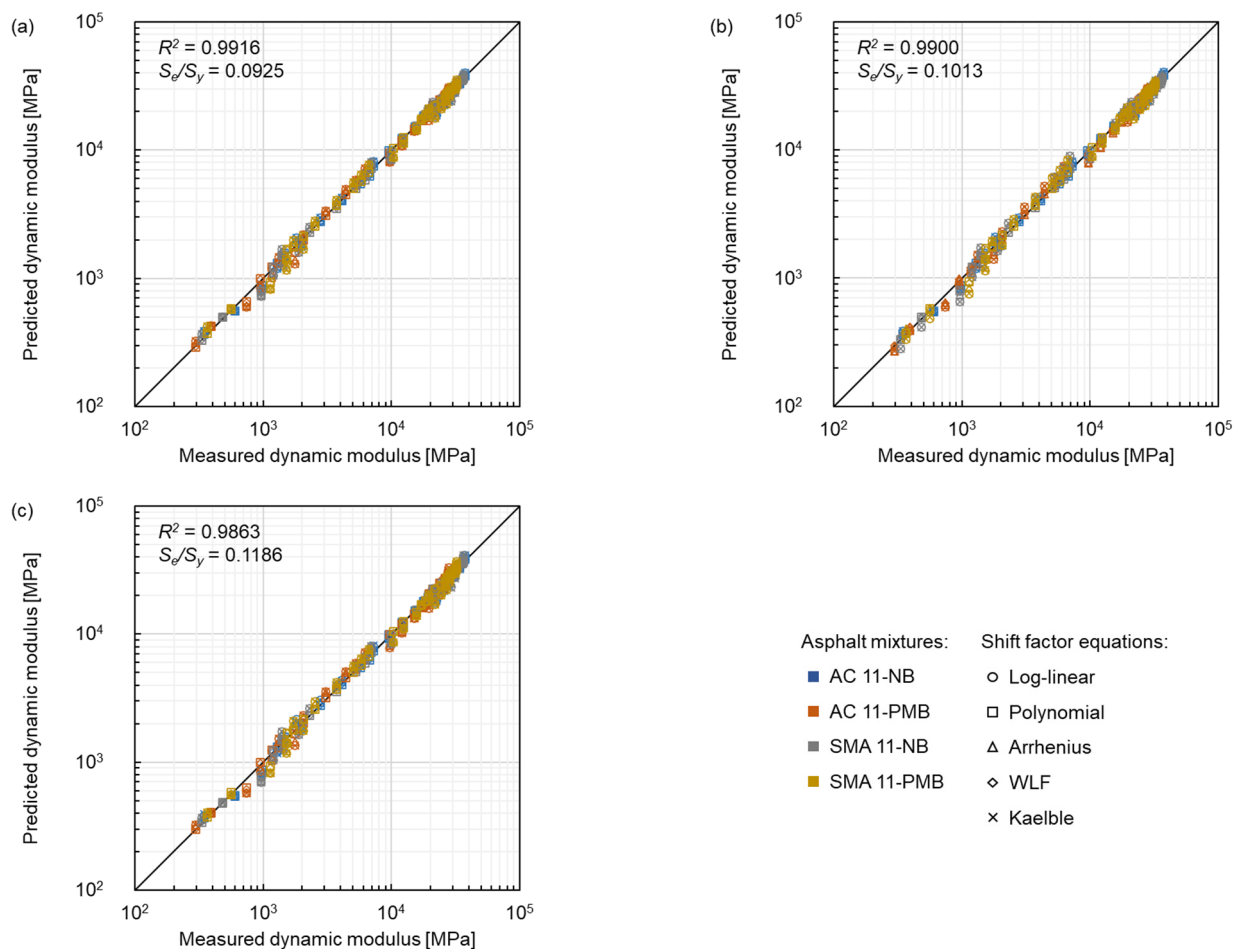 (a)
R² = 0.9916
Sₑ/Sᵧ = 0.0925
Predicted dynamic modulus [MPa]
10⁵
10⁴
10³
10²
10² 10³ 10⁴ 10⁵
Measured dynamic modulus [MPa]
(b)
R² = 0.9900
Sₑ/Sᵧ = 0.1013
Predicted dynamic modulus [MPa]
10⁵
10⁴
10³
10²
10² 10³ 10⁴ 10⁵
Measured dynamic modulus [MPa]
(c)
R² = 0.9863
Sₑ/Sᵧ = 0.1186
Predicted dynamic modulus [MPa]
10⁵
10⁴
10³
10²
10² 10³ 10⁴ 10⁵
Measured dynamic modulus [MPa]
Asphalt mixtures:
AC 11-NB
AC 11-PMB
SMA 11-NB
SMA 11-PMB
Shift factor equations:
Log-linear
Polynomial
Arrhenius
WLF
Kaelble